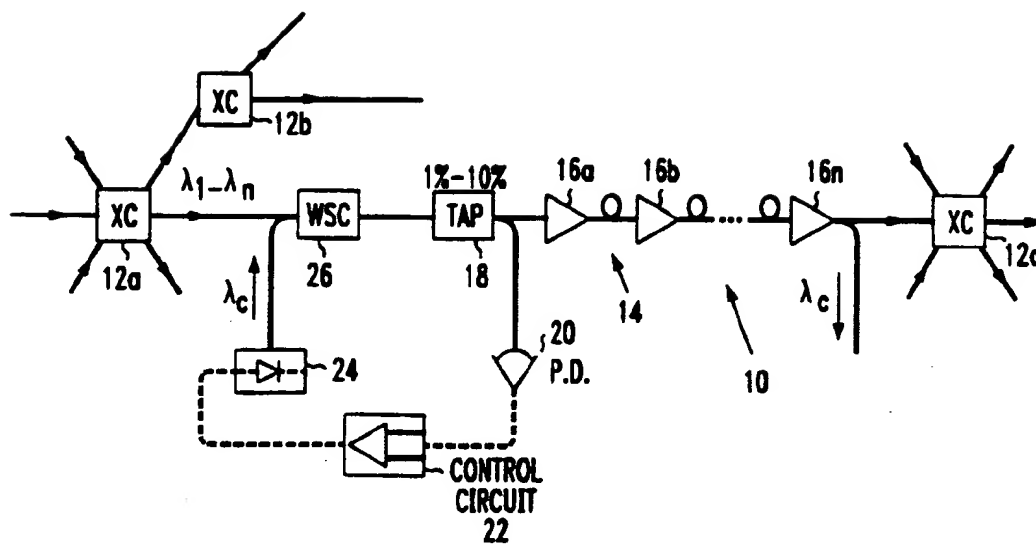 XC
12b
λ1–λn
XC
12a
WSC
26
1%–10%
TAP
18
16a
16b
16n
XC
12c
14
10
λc
λc
24
20
P.D.
CONTROL
CIRCUIT
22